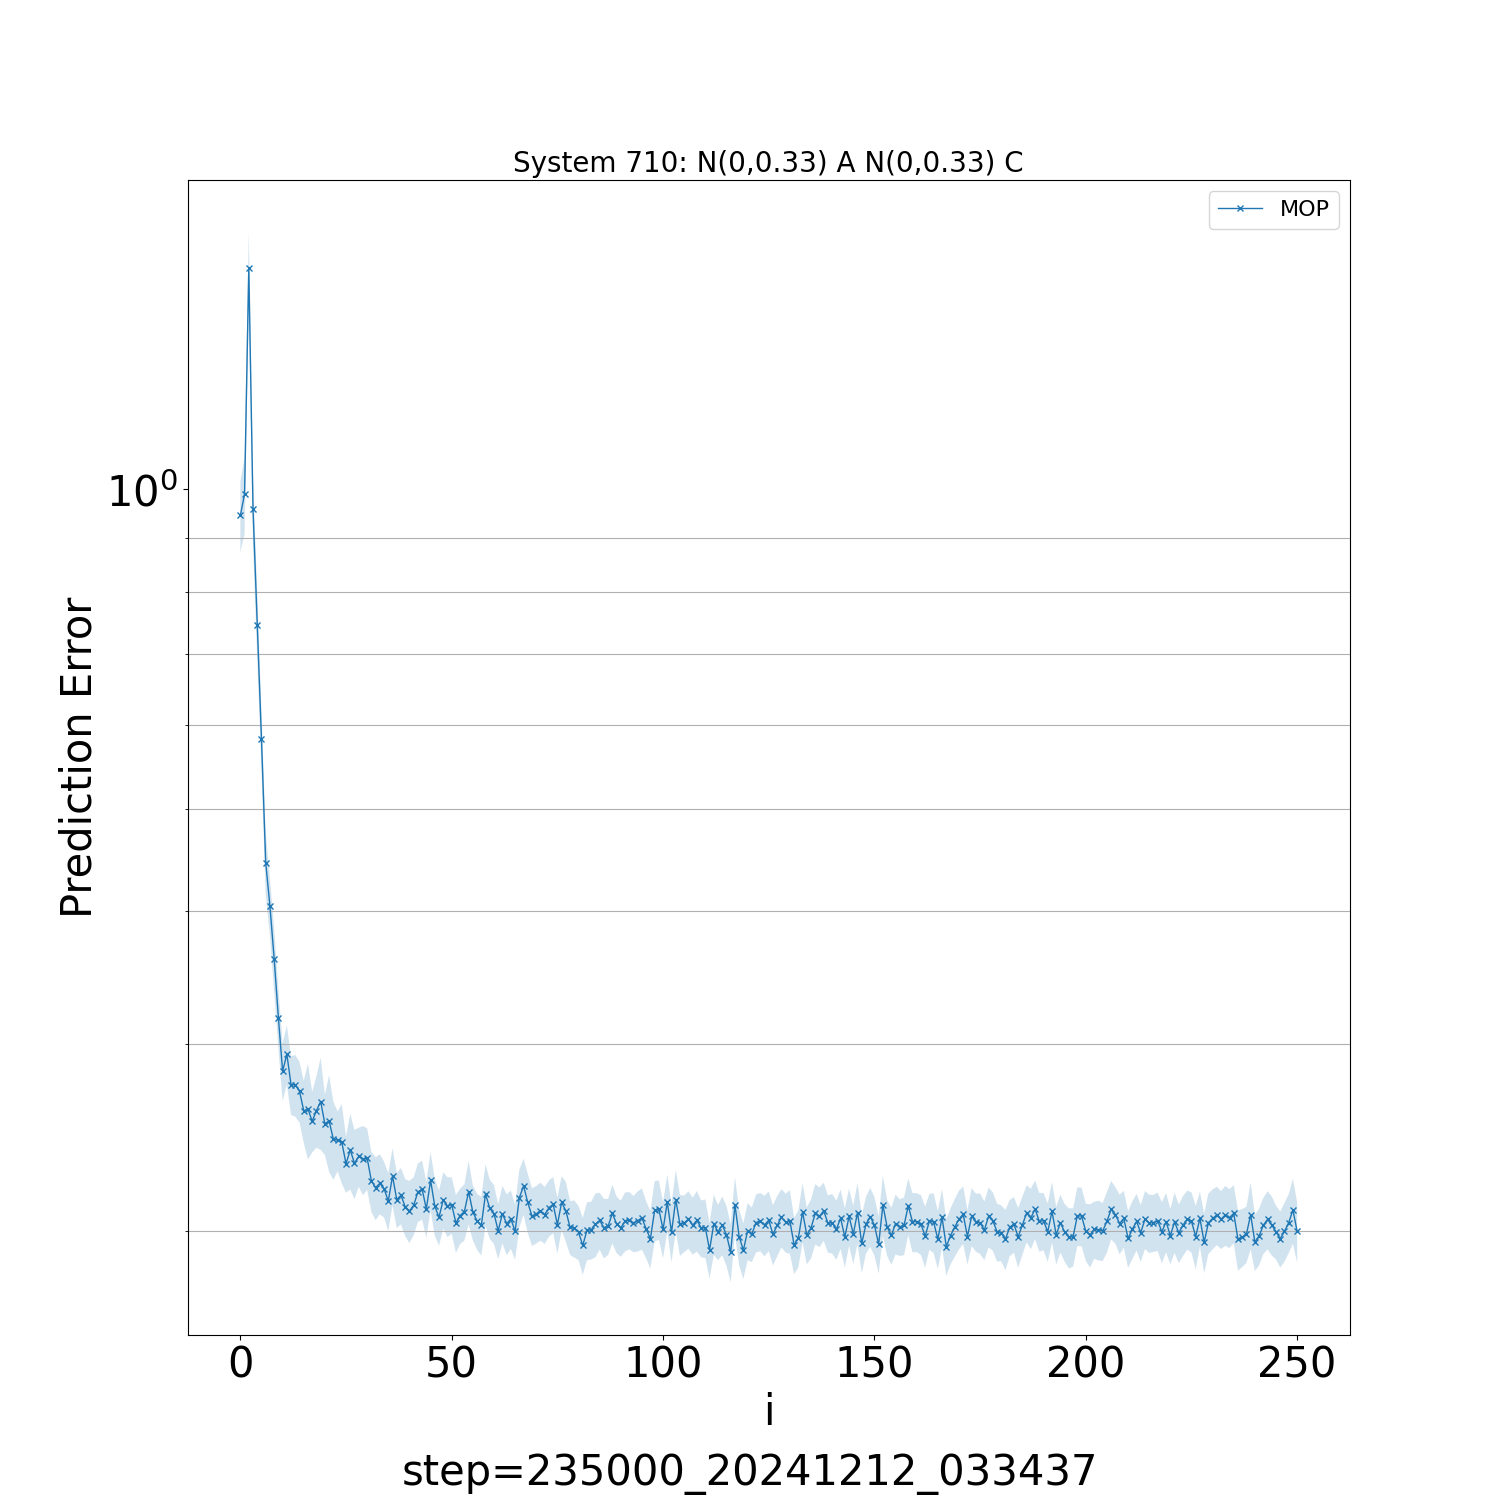 System 710: N(0,0.33) A N(0,0.33) C
MOP
10⁰
Prediction Error
0 50 100 150 200 250
i
step=235000_20241212_033437